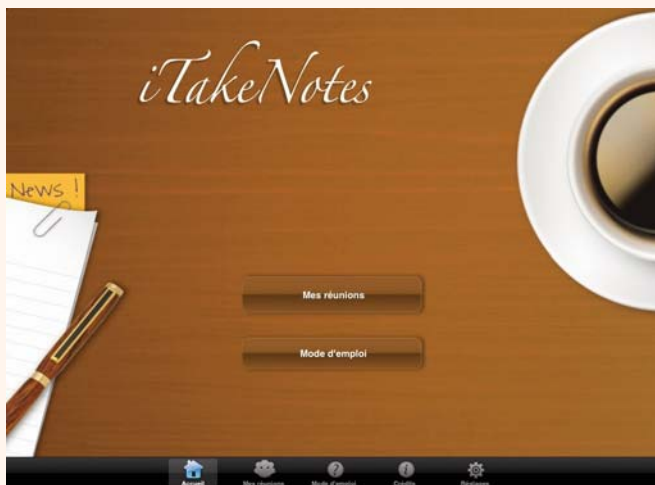 iTakeNotes
News !
Mes réunions
Mode d'emploi
Accueil Mes réunions Mode d'emploi Crédits Réglages